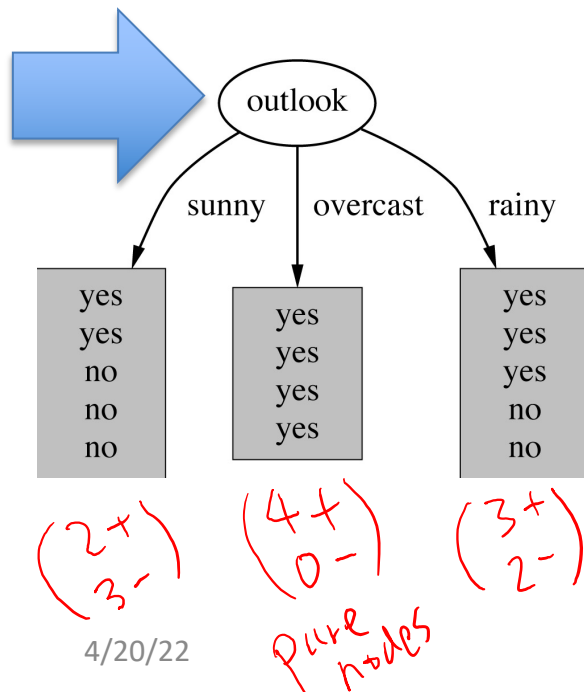 outlook
sunny
overcast
rainy
yes
yes
no
no
no
yes
yes
yes
yes
yes
yes
yes
no
no
2+
3-
4+
0-
3+
2-
pure
nodes
4/20/22